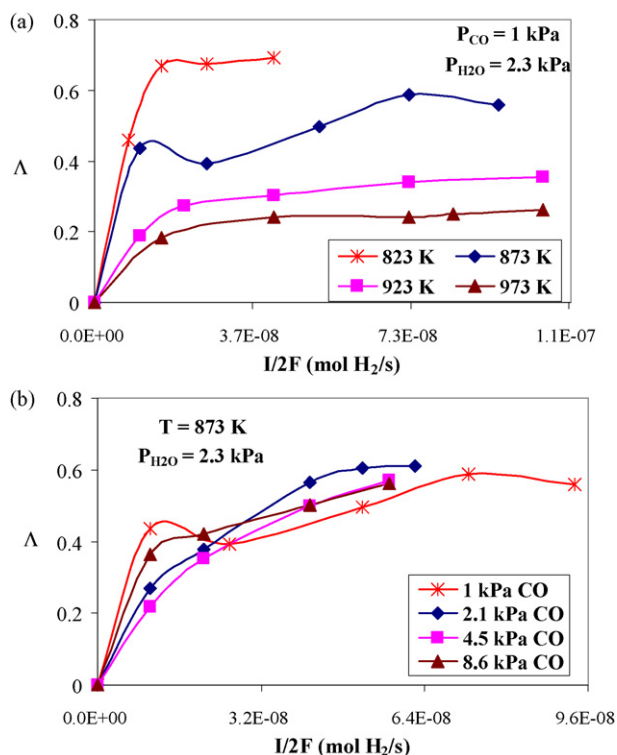 (a)
P_CO = 1 kPa
P_H2O = 2.3 kPa
0.8
0.6
0.4
0.2
0
Λ
823 K 873 K
923 K 973 K
0.0E+00 3.7E-08 7.3E-08 1.1E-07
I/2F (mol H₂/s)
(b)
T = 873 K
P_H2O = 2.3 kPa
0.8
0.6
0.4
0.2
0
Λ
1 kPa CO
2.1 kPa CO
4.5 kPa CO
8.6 kPa CO
0.0E+00 3.2E-08 6.4E-08 9.6E-08
I/2F (mol H₂/s)